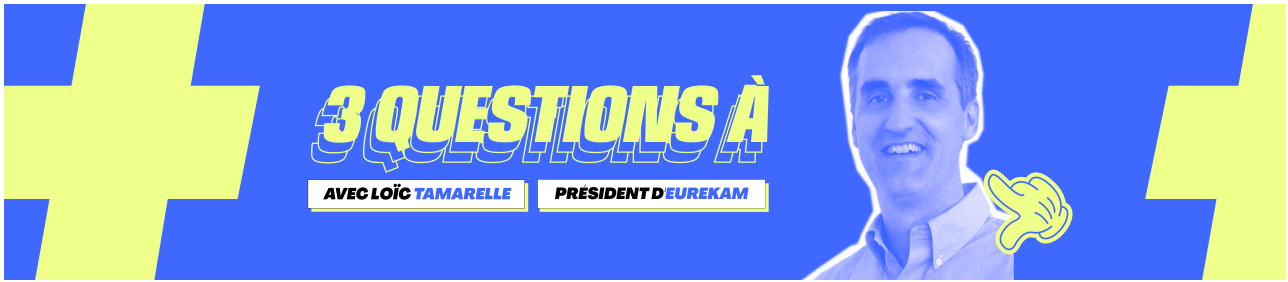 3 QUESTIONS À
AVEC LOÏC TAMARELLE
PRÉSIDENT D'EUREKAM